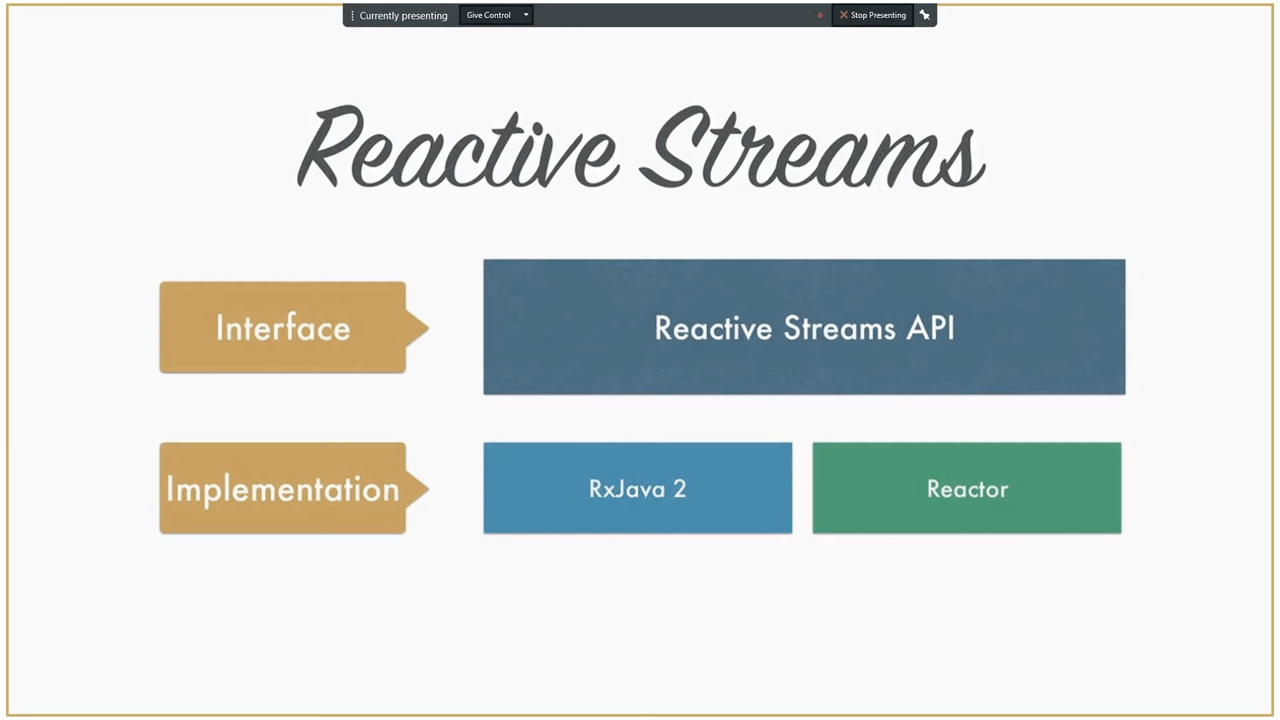 Currently presenting
Give Control
Stop Presenting
Reactive Streams
Interface
Reactive Streams API
Implementation
RxJava 2
Reactor